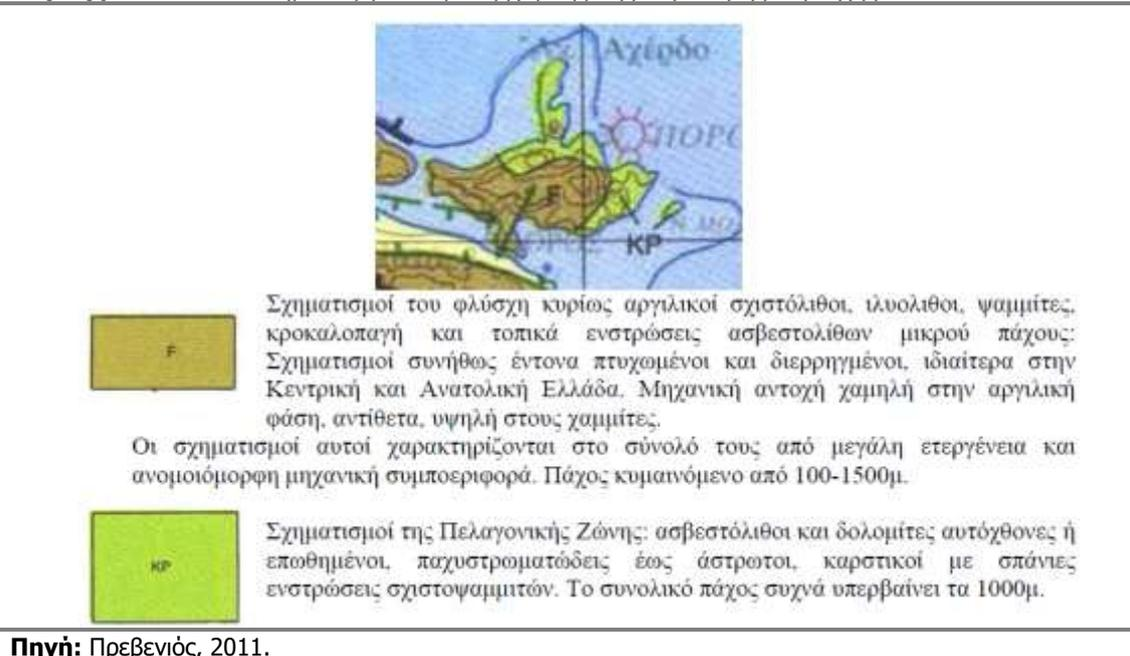 Αχέρδο
ΠΟΡΟ
F
ΚΡ
F
Σχηματισμοί του φλύσχη κυρίως αργιλικοί σχιστόλιθοι, ιλυολιθοι, ψαμμίτες,
κροκαλοπαγή και τοπικά ενστρώσεις ασβεστολίθων μικρού πάχους:
Σχηματισμοί συνήθως έντονα πτυχωμένοι και διερρηγμένοι, ιδιαίτερα στην
Κεντρική και Ανατολική Ελλάδα. Μηχανική αντοχή χαμηλή στην αργιλική
φάση, αντίθετα, υψηλή στους χαμμίτες.
Οι σχηματισμοί αυτοί χαρακτηρίζονται στο σύνολό τους από μεγάλη ετεργένεια και
ανομοιόμορφη μηχανική συμποεριφορά. Πάχος κυμαινόμενο από 100-1500μ.
ΚΡ
Σχηματισμοί της Πελαγονικής Ζώνης: ασβεστόλιθοι και δολομίτες αυτόχθονες ή
επωθημένοι, παχυστρωματώδεις έως άστρωτοι, καρστικοί με σπάνιες
ενστρώσεις σχιστοψαμμιτών. Το συνολικό πάχος συχνά υπερβαίνει τα 1000μ.
Πηγή: Πρεβενιός, 2011.